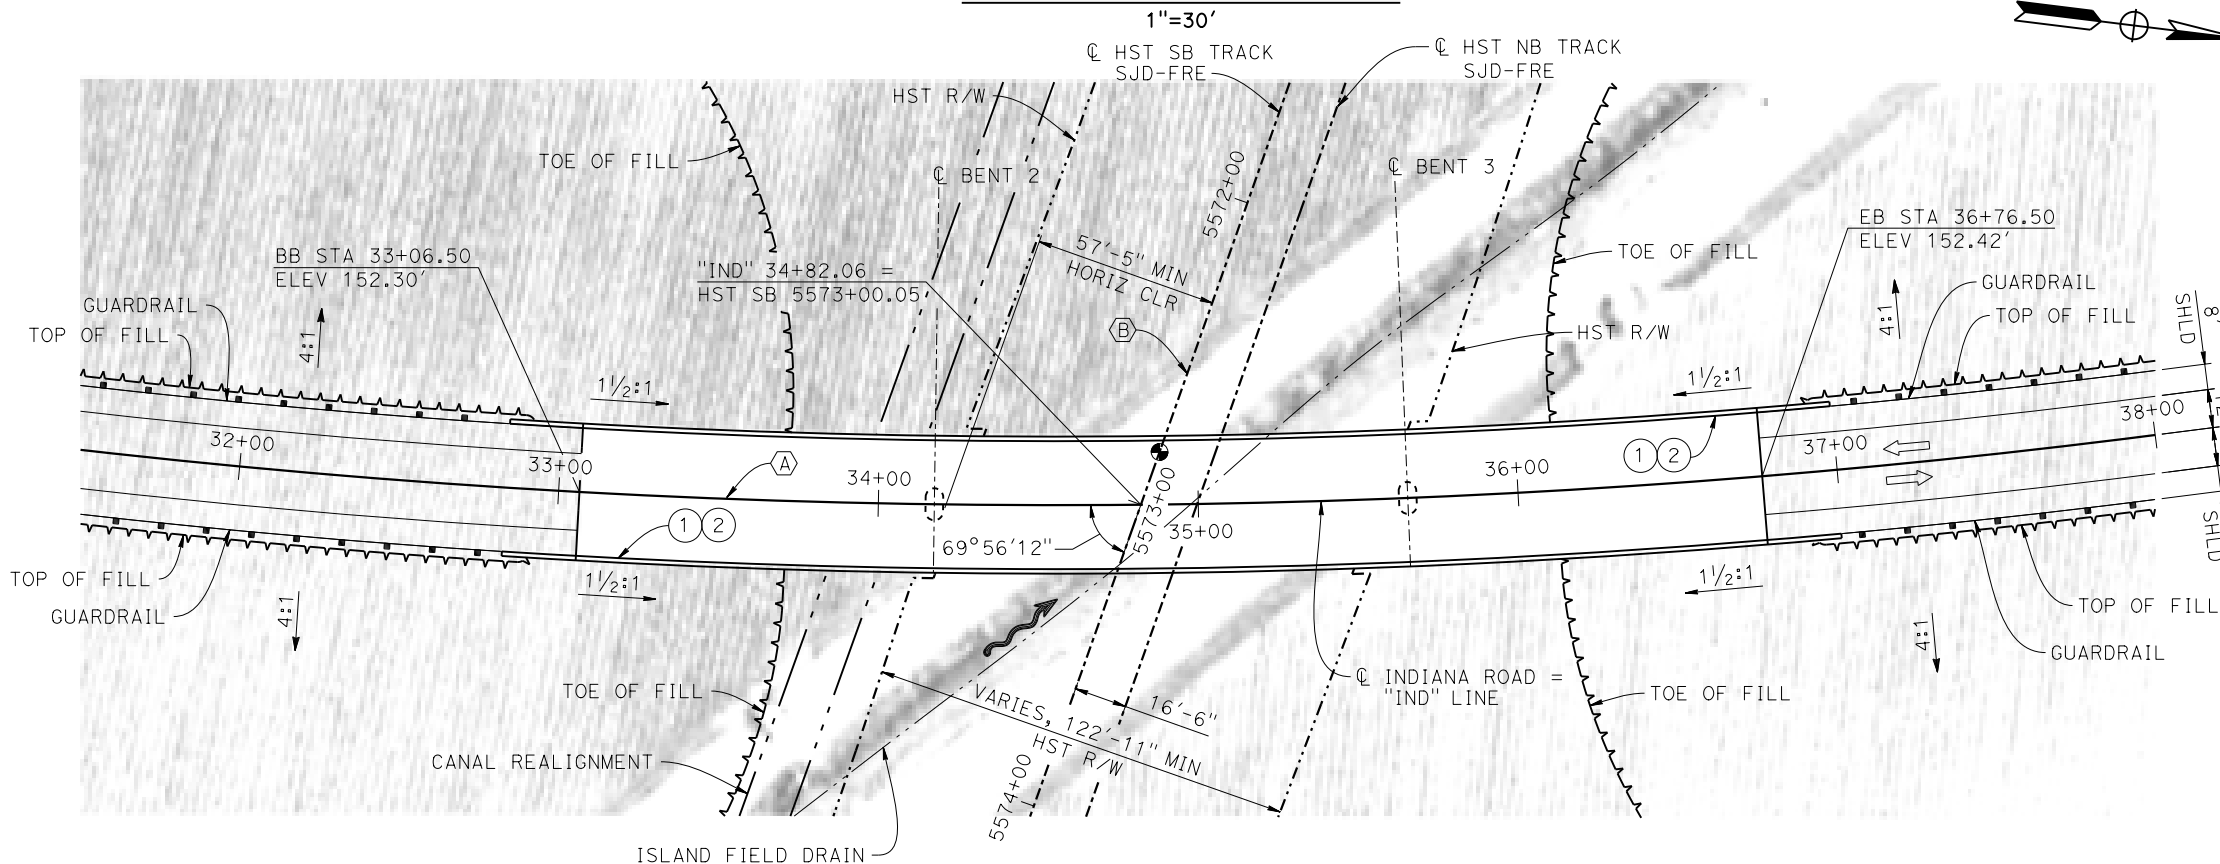 1"=30'
℄ HST SB TRACK
SJD-FRE
℄ HST NB TRACK
SJD-FRE
HST R/W
TOE OF FILL
℄ BENT 2
5572+00
℄ BENT 3
BB STA 33+06.50
ELEV 152.30'
"IND" 34+82.06 =
HST SB 5573+00.05
57'-5" MIN
HORIZ CLR
EB STA 36+76.50
ELEV 152.42'
TOE OF FILL
GUARDRAIL
TOP OF FILL
4:1
B
HST R/W
4:1
GUARDRAIL
TOP OF FILL
8'
SHLD
1½:1
1½:1
32+00
33+00
A
34+00
36+00
1 2
37+00
38+00
1 2
69°56'12"
5573+00
35+00
SHLD
TOP OF FILL
GUARDRAIL
4:1
1½:1
1½:1
4:1
TOP OF FILL
GUARDRAIL
TOE OF FILL
VARIES, 122'-11" MIN
HST R/W
16'-6"
℄ INDIANA ROAD =
"IND" LINE
TOE OF FILL
CANAL REALIGNMENT
5574+00
ISLAND FIELD DRAIN